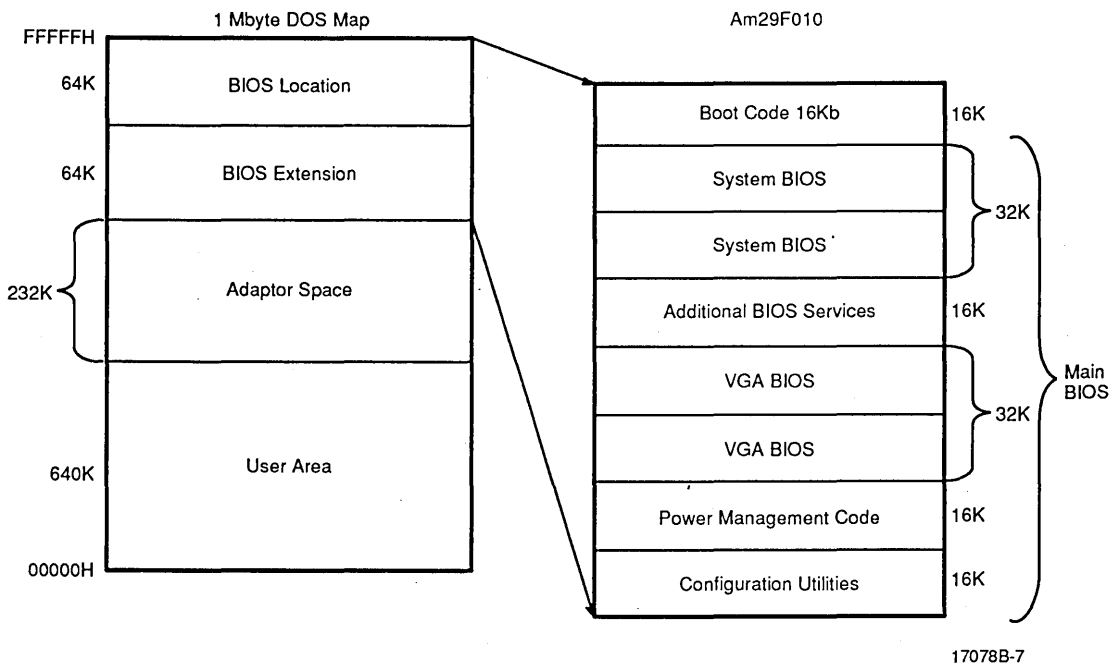 1 Mbyte DOS Map
FFFFFH
64K
BIOS Location
64K
BIOS Extension
232K
Adaptor Space
640K
User Area
00000H
Am29F010
Boot Code 16Kb
16K
System BIOS
System BIOS
32K
Additional BIOS Services
16K
VGA BIOS
VGA BIOS
32K
Power Management Code
16K
Configuration Utilities
16K
Main
BIOS
17078B-7